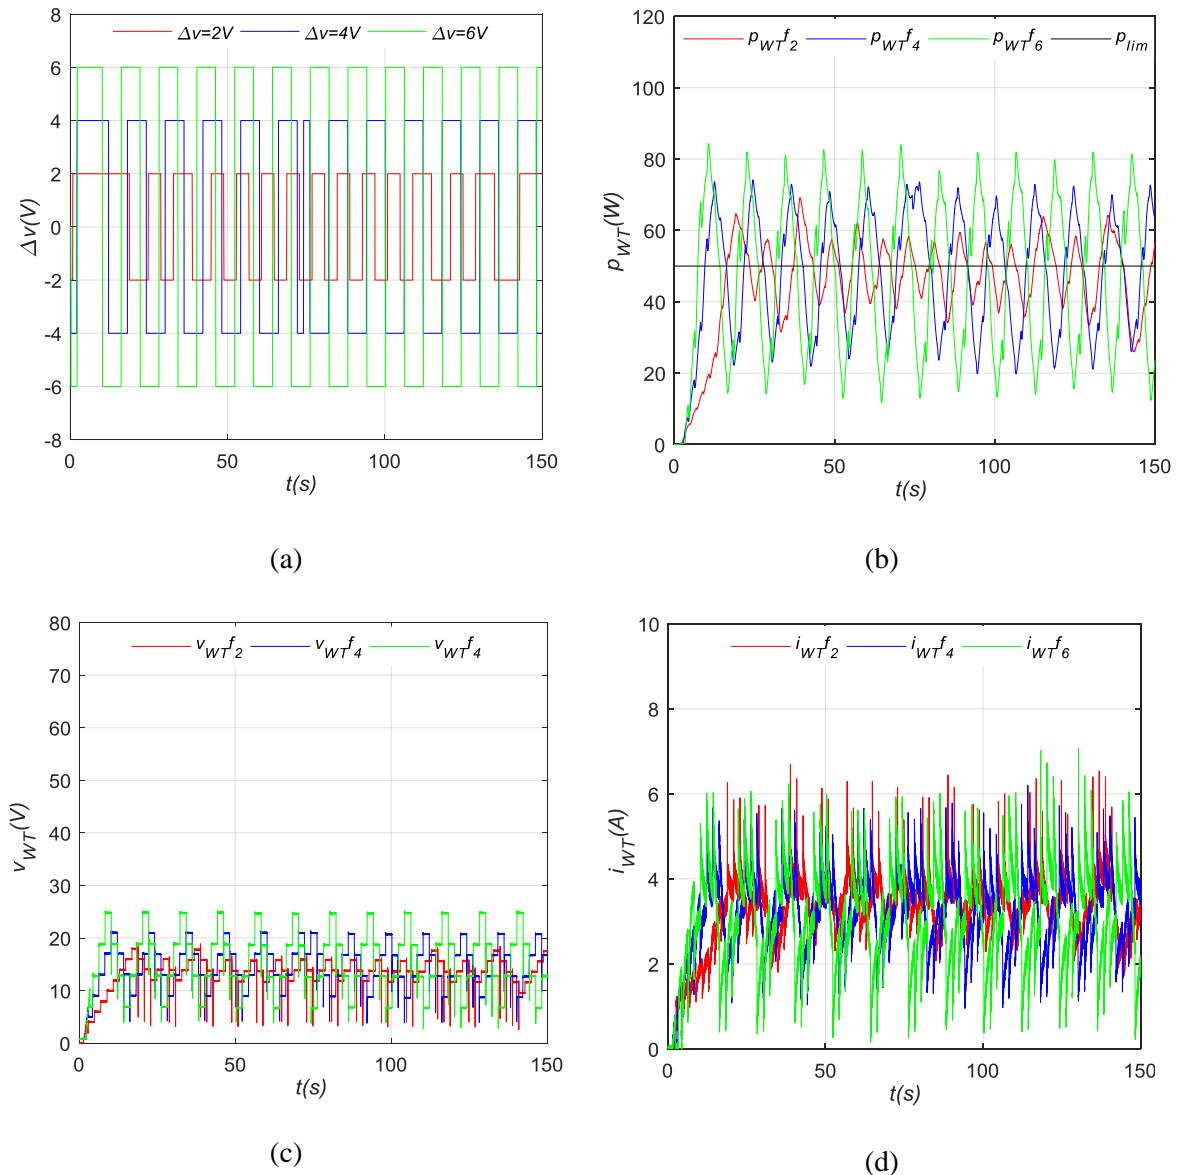 Δv=2V Δv=4V Δv=6V
8
6
4
2
0
-2
-4
-6
-8
Δv(V)
0 50 100 150
t(s)
(a)
p_WT f_2 p_WT f_4 p_WT f_6 p_lim
120
100
80
60
40
20
0
p_WT(W)
0 50 100 150
t(s)
(b)
v_WT f_2 v_WT f_4 v_WT f_4
80
70
60
50
40
30
20
10
0
v_WT(V)
0 50 100 150
t(s)
(c)
i_WT f_2 i_WT f_4 i_WT f_6
10
8
6
4
2
0
i_WT(A)
0 50 100 150
t(s)
(d)